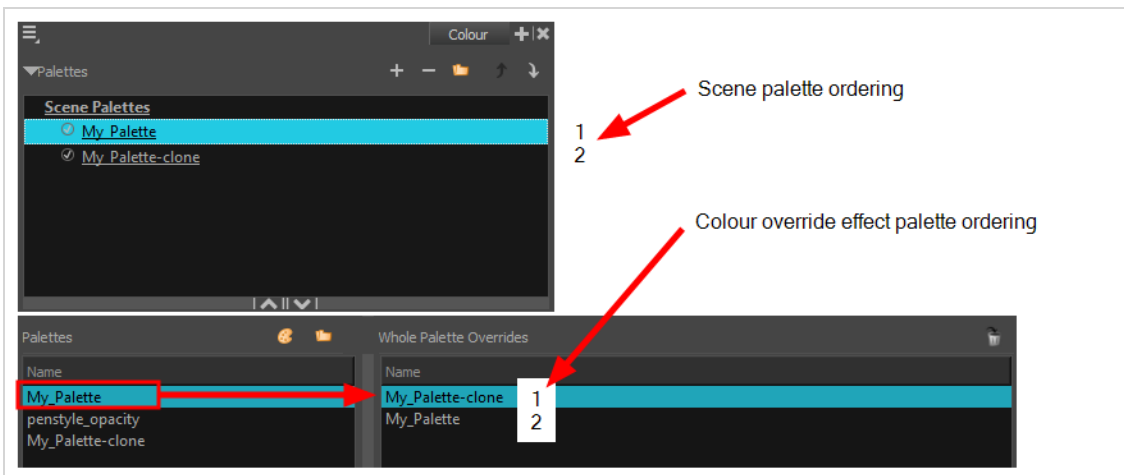 Colour
Palettes
Scene palette ordering
Scene Palettes
My_Palette
1
My_Palette-clone
2
Colour override effect palette ordering
Palettes
Whole Palette Overrides
Name
Name
My_Palette
My_Palette-clone
1
penstyle_opacity
My_Palette
2
My_Palette-clone